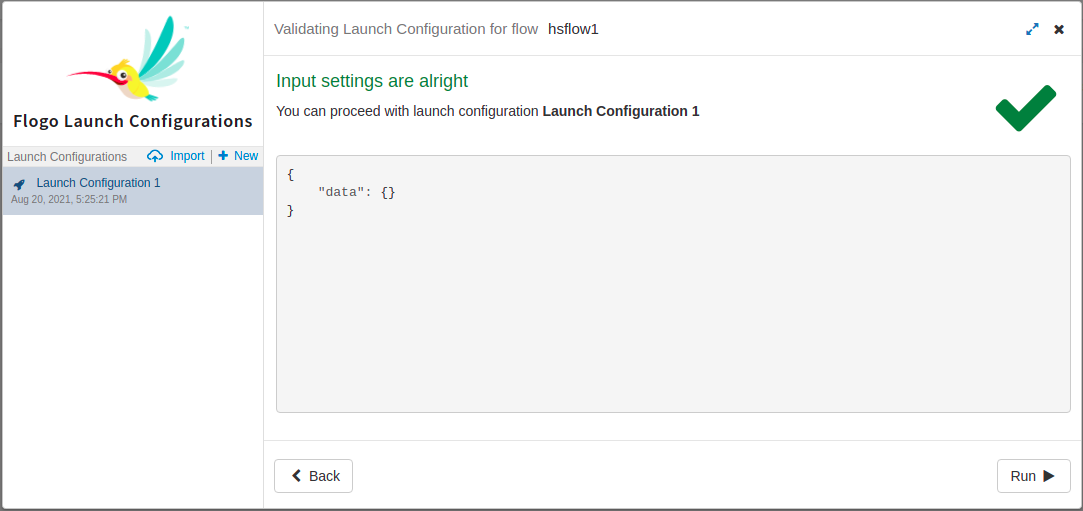 Flogo Launch Configurations
Launch Configurations Import | New
Launch Configuration 1
Aug 20, 2021, 5:25:21 PM
Validating Launch Configuration for flow hsflow1
Input settings are alright
You can proceed with launch configuration Launch Configuration 1
{
"data": {}
}
Back
Run